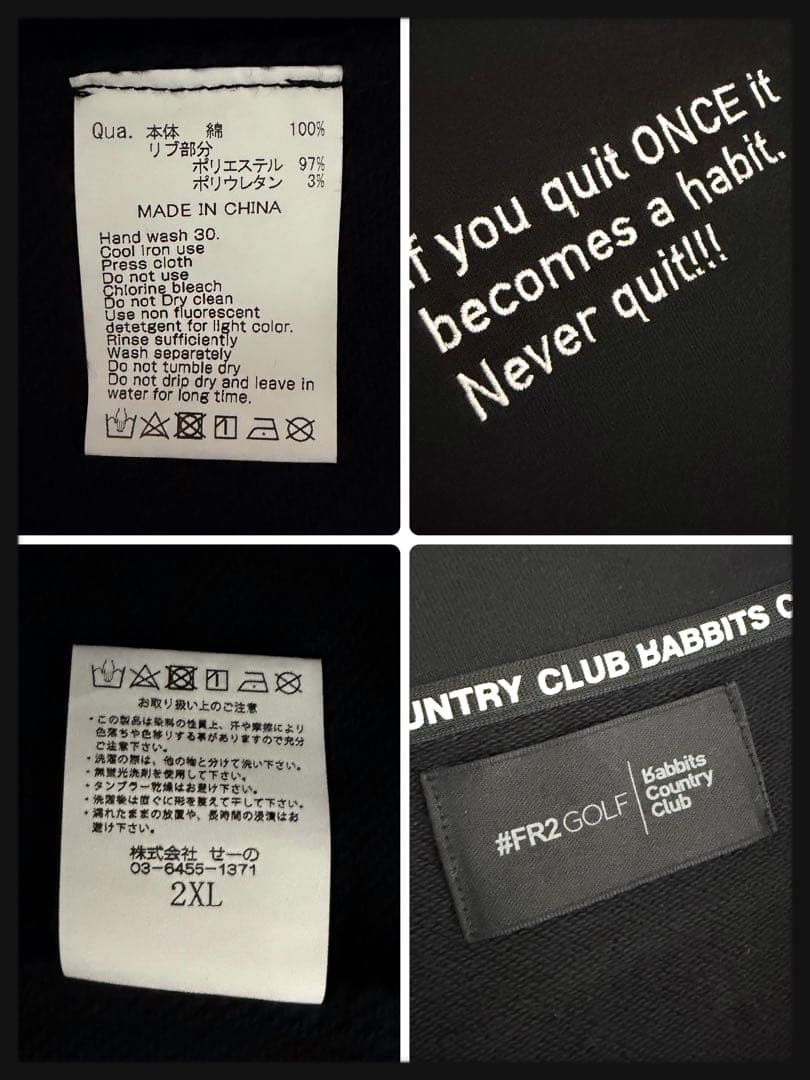 Qua. 本体 綿 100%
リブ部分
ポリエステル 97%
ポリウレタン 3%
MADE IN CHINA
Hand wash 30.
Cool Iron use
Press cloth
Do not use
Chlorine bleach
Do not Dry clean
Use non fluorescent
detetgent for light color.
Rinse sufficiently
Wash separately
Do not tumble dry
Do not drip dry and leave in
water for long time.
If you quit ONCE it
becomes a habit.
Never quit!!!
お取り扱い上のご注意
・この製品は染料の性質上、汗や摩擦により
色落ちや色移りする事がありますので充分
ご注意下さい。
・洗濯の際は、他の物と分けて洗い下さい。
・無蛍光洗剤を使用して下さい。
・タンブラー乾燥はお避け下さい。
・洗濯後は直ぐに形を整えて干して下さい。
・濡れたままの放置や、長時間の浸漬はお
避け下さい。
株式会社 せーの
03-6455-1371
2XL
UNTRY CLUB RABBITS C
#FR2 GOLF
Rabbits
Country
Club